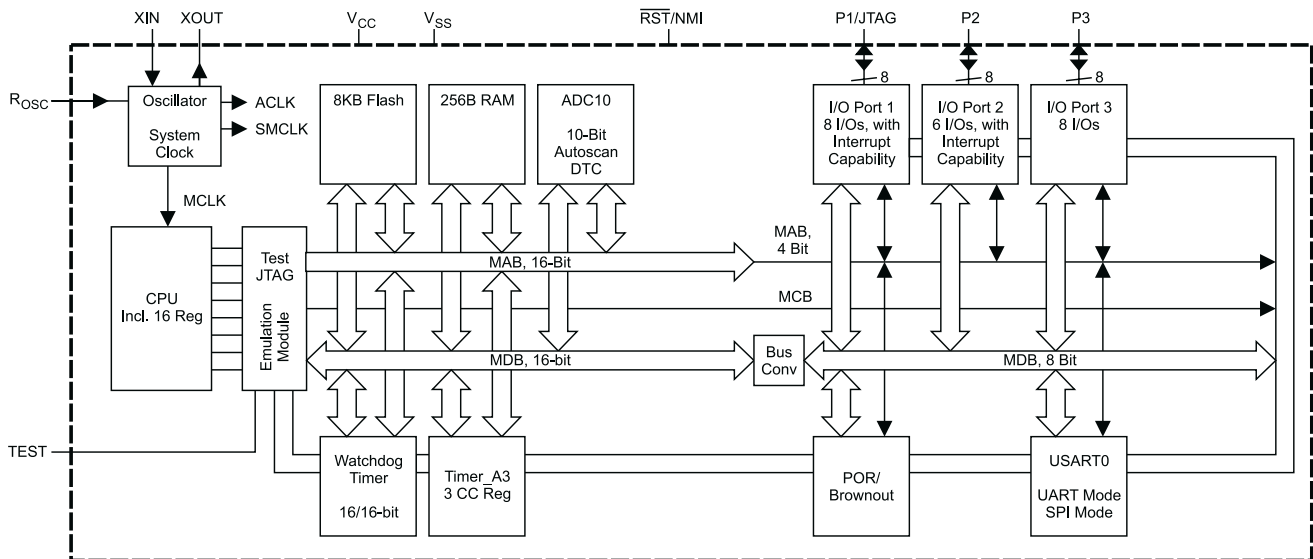 XIN
XOUT
VCC
VSS
RST/NMI
P1/JTAG
P2
P3
8
8
8
ROSC
Oscillator
System
Clock
ACLK
SMCLK
8KB Flash
256B RAM
ADC10
10-Bit
Autoscan
DTC
I/O Port 1
8 I/Os, with
Interrupt
Capability
I/O Port 2
6 I/Os, with
Interrupt
Capability
I/O Port 3
8 I/Os
MCLK
CPU
Incl. 16 Reg
Test
JTAG
Emulation
Module
MAB, 16-Bit
MAB,
4 Bit
MCB
MDB, 16-bit
Bus
Conv
MDB, 8 Bit
TEST
Watchdog
Timer
16/16-bit
Timer_A3
3 CC Reg
POR/
Brownout
USART0
UART Mode
SPI Mode